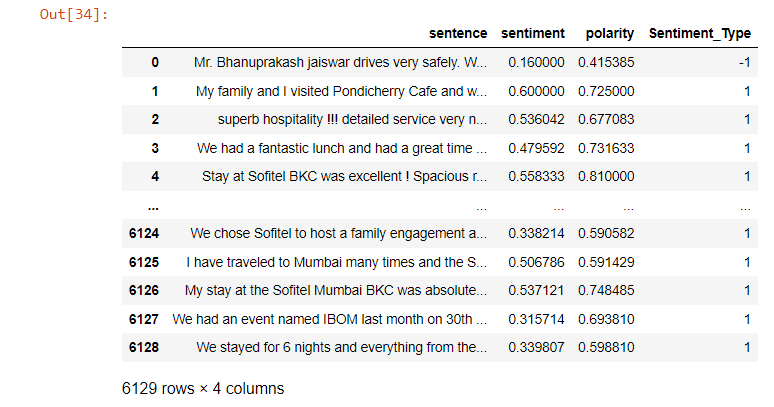 Out[34]:
sentence sentiment polarity Sentiment_Type
0 Mr. Bhanuprakash jaiswar drives very safely. W... 0.160000 0.415385 -1
1 My family and I visited Pondicherry Cafe and w... 0.600000 0.725000 1
2 superb hospitality !!! detailed service very n... 0.536042 0.677083 1
3 We had a fantastic lunch and had a great time ... 0.479592 0.731633 1
4 Stay at Sofitel BKC was excellent ! Spacious r... 0.558333 0.810000 1
... ... ... ... ...
6124 We chose Sofitel to host a family engagement a... 0.338214 0.590582 1
6125 I have traveled to Mumbai many times and the S... 0.506786 0.591429 1
6126 My stay at the Sofitel Mumbai BKC was absolute... 0.537121 0.748485 1
6127 We had an event named IBOM last month on 30th ... 0.315714 0.693810 1
6128 We stayed for 6 nights and everything from the... 0.339807 0.598810 1
6129 rows × 4 columns